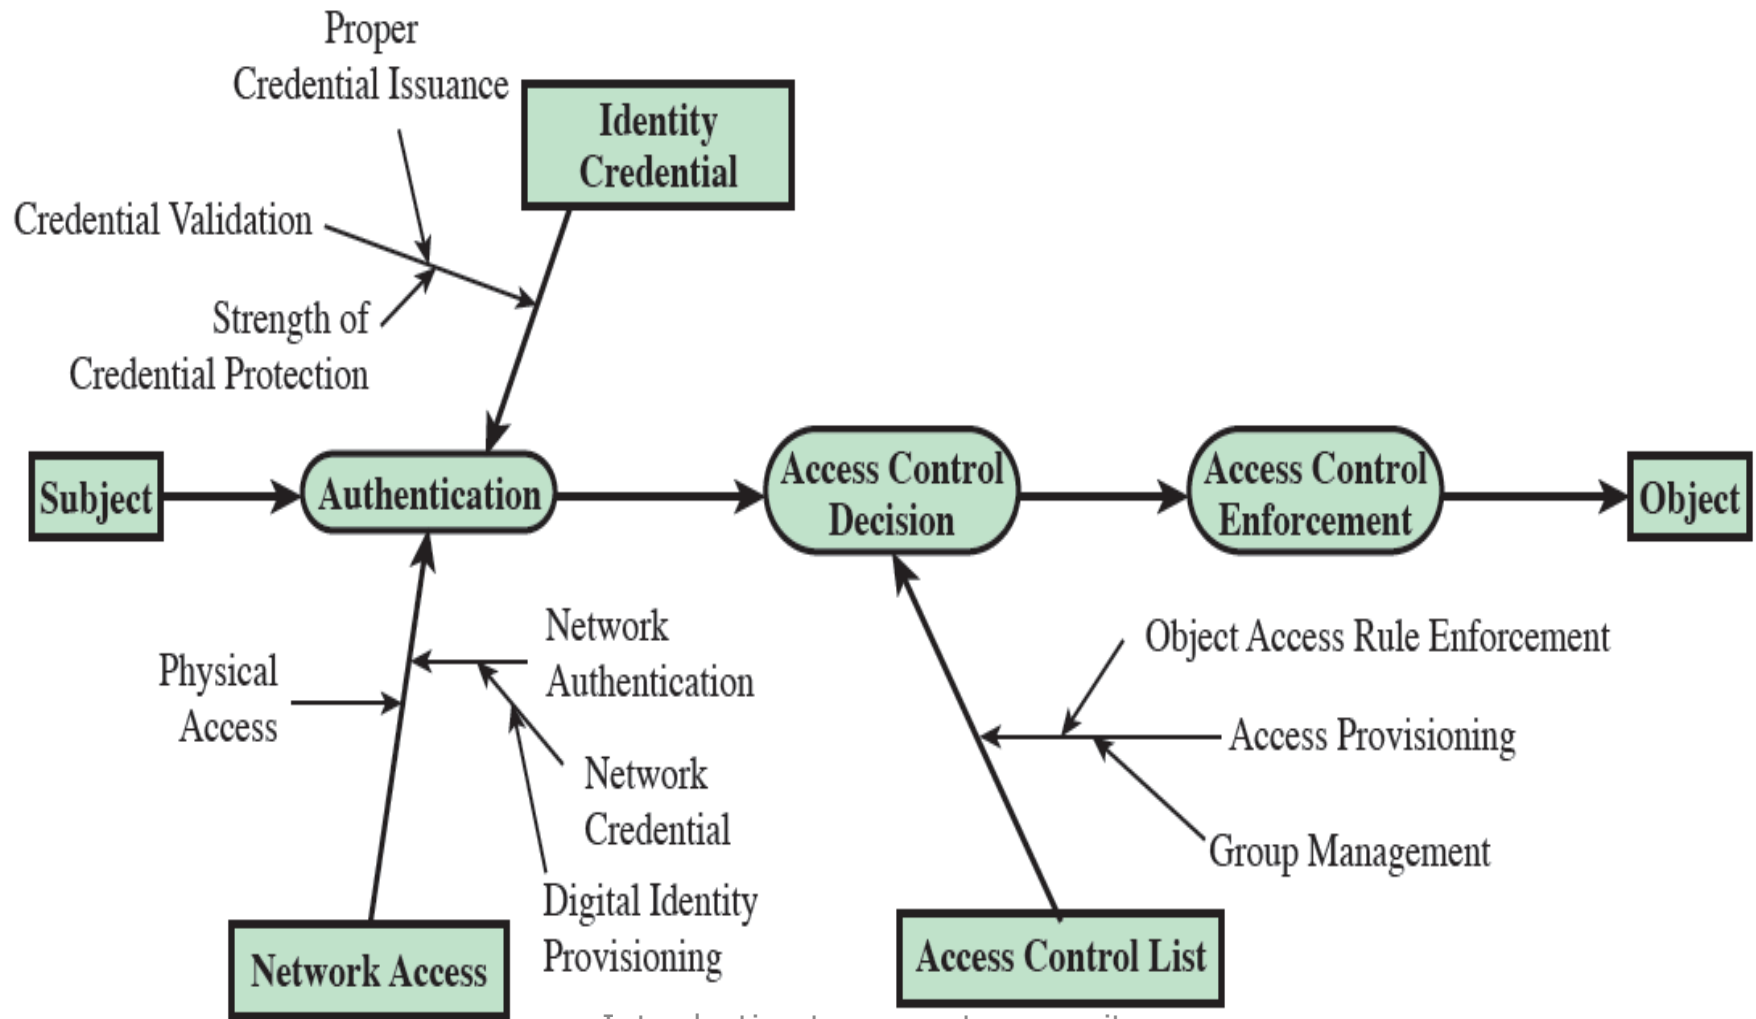 Proper
Credential Issuance
Identity
Credential
Credential Validation
Strength of
Credential Protection
Subject
Authentication
Access Control
Decision
Access Control
Enforcement
Object
Physical
Access
Network
Authentication
Network
Credential
Digital Identity
Provisioning
Object Access Rule Enforcement
Access Provisioning
Group Management
Network Access
Access Control List